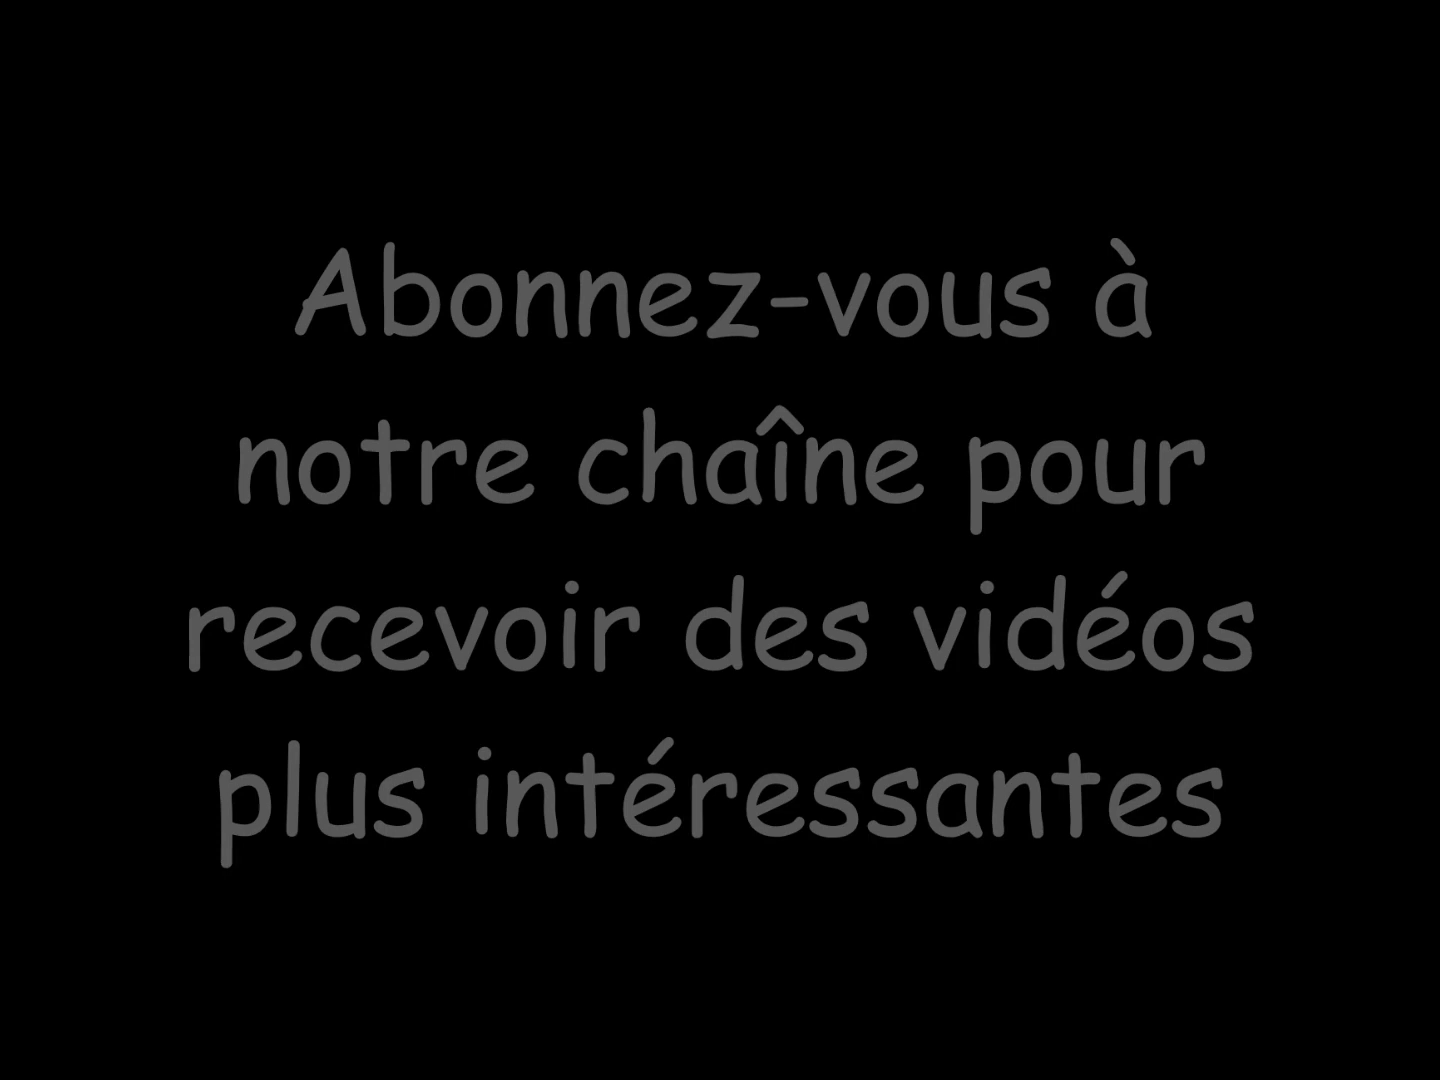 Abonnez-vous à
notre chaîne pour
recevoir des vidéos
plus intéressantes